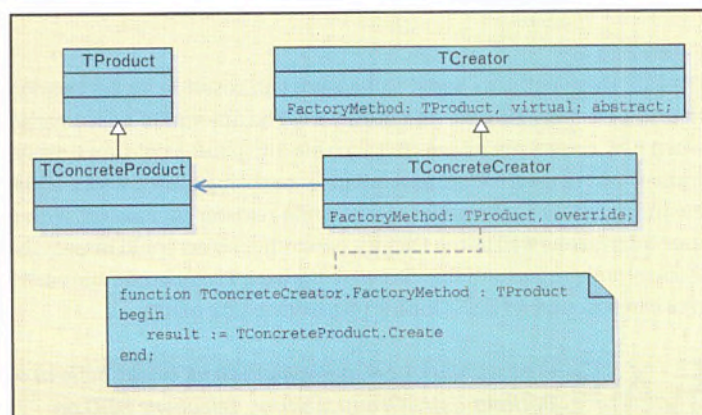 TProduct
TCreator
FactoryMethod: TProduct, virtual; abstract;
TConcreteProduct
TConcreteCreator
FactoryMethod: TProduct, override;
function TConcreteCreator.FactoryMethod : TProduct
begin
result := TConcreteProduct.Create
end;